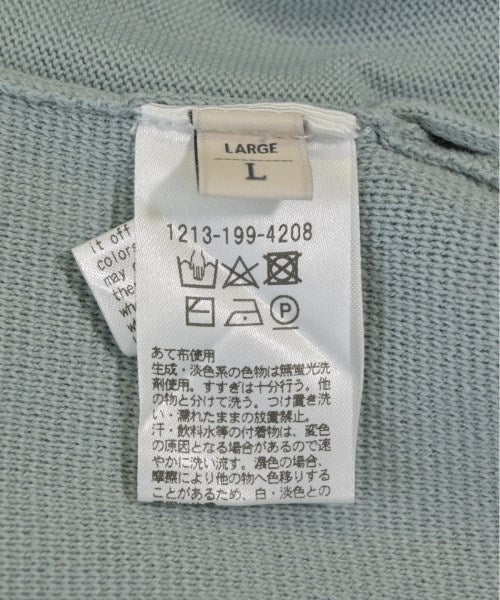 LARGE
L
1213-199-4208
it off
colors
may
the
wh
P
あて布使用
生成・淡色系の色物は無蛍光洗
剤使用。すすぎは十分行う。他
の物と分けて洗う。つけ置き洗
い・濡れたままの放置禁止。
汗・飲料水等の付着物は、変色
の原因となる場合があるので速
やかに洗い流す。濃色の場合、
摩擦により他の物へ色移りする
ことがあるため、白・淡色との